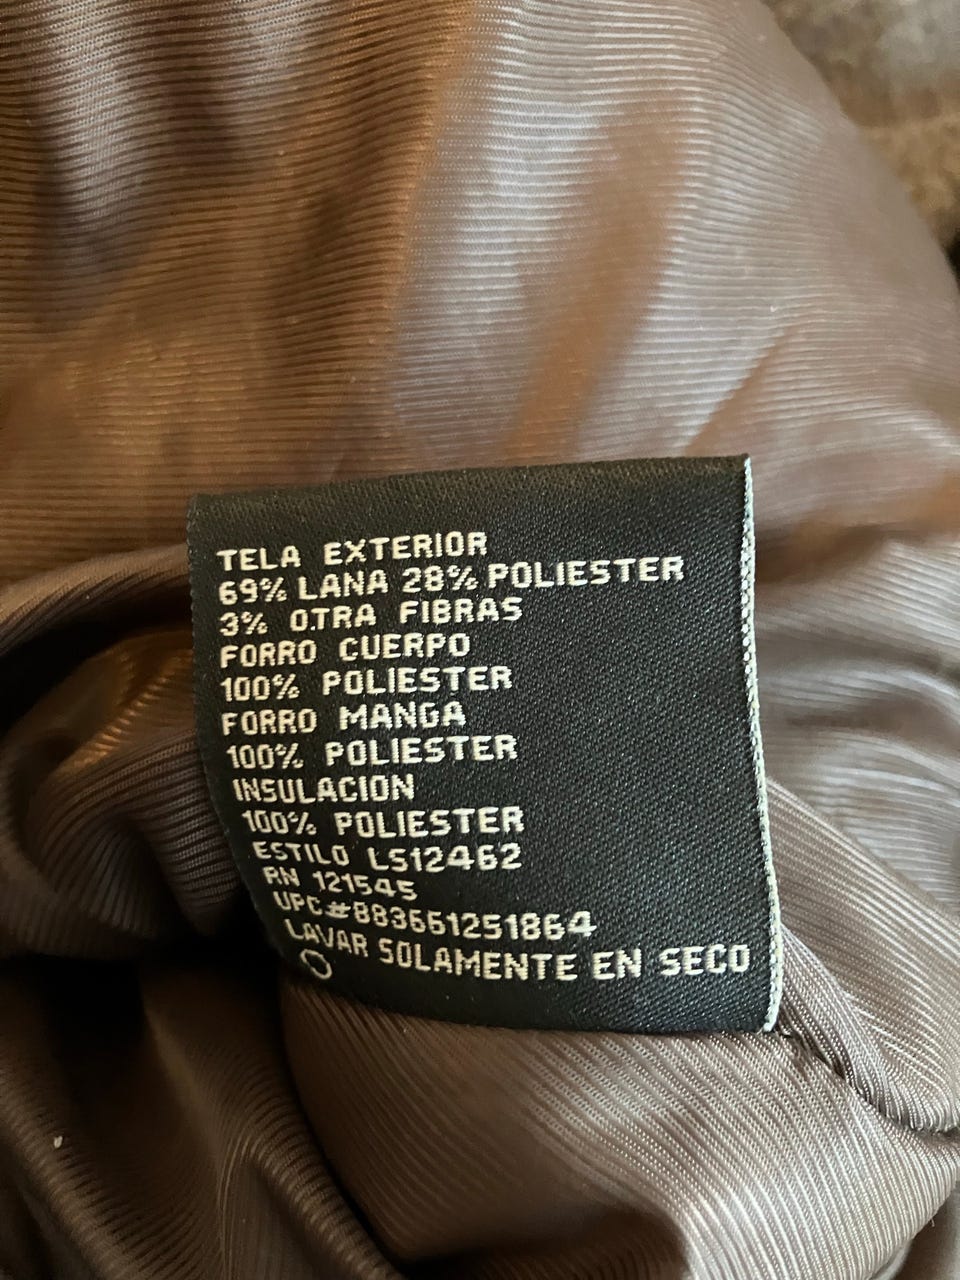 TELA EXTERIOR
69% LANA 28% POLIESTER
3% O.TRA FIBRAS
FORRO CUERPO
100% POLIESTER
FORRO MANGA
100% POLIESTER
INSULACION
100% POLIESTER
ESTILO LS12462
RN 121545
UPC#883661251864
LAVAR SOLAMENTE EN SECO